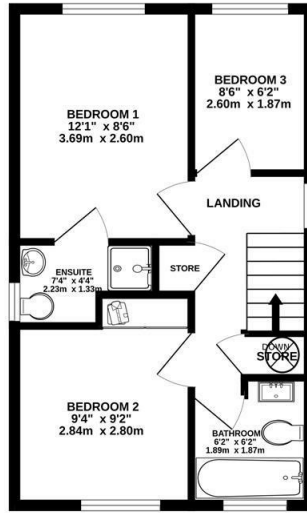 BEDROOM 1
12'1" x 8'6"
3.69m x 2.60m
BEDROOM 3
8'6" x 6'2"
2.60m x 1.87m
LANDING
ENSUITE
7'4" x 4'4"
2.23m x 1.33m
STORE
DOWN
STORE
BEDROOM 2
9'4" x 9'2"
2.84m x 2.80m
BATHROOM
6'2" x 6'2"
1.89m x 1.87m